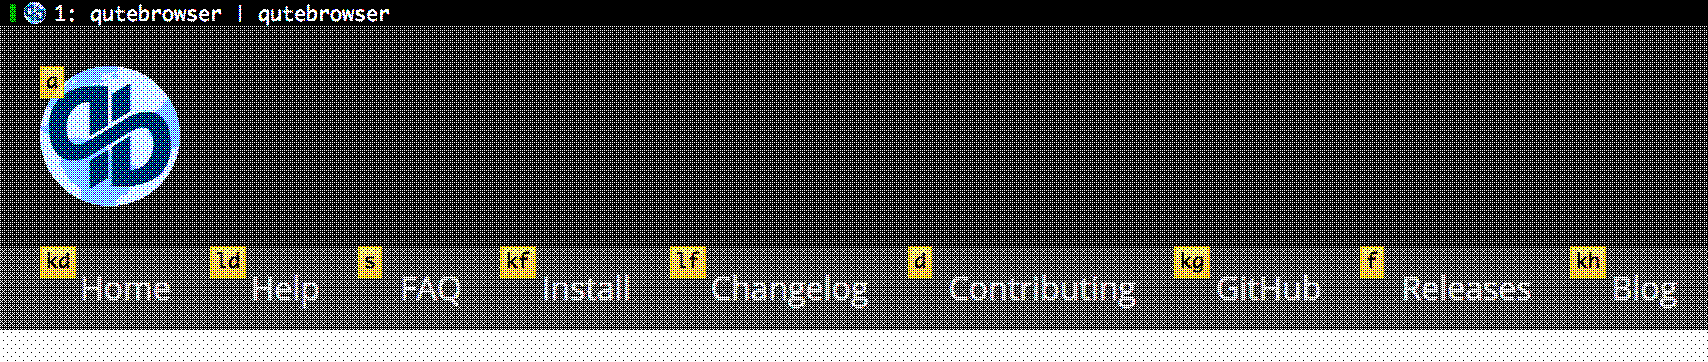 1: qutebrowser | qutebrowser
a
kd ld s kf lf d kg f kh
Home Help FAQ Install Changelog Contributing GitHub Releases Blog